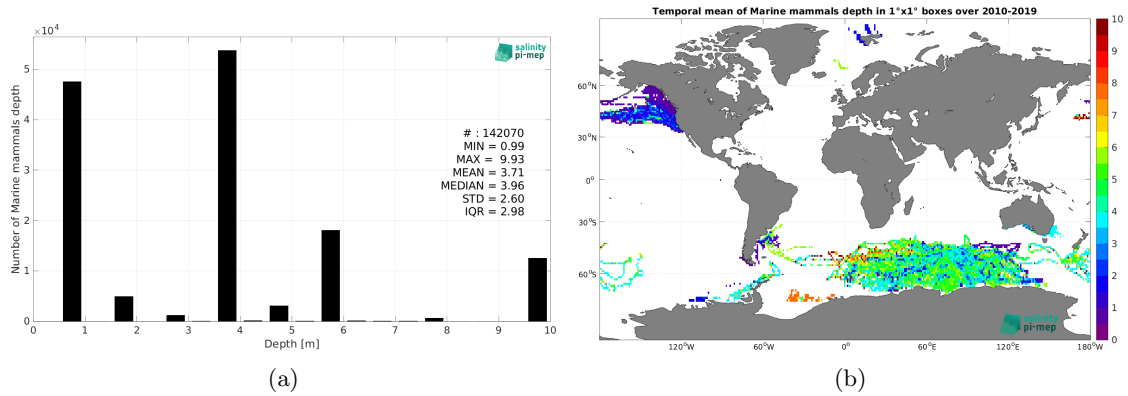 ×10⁴
salinity
pi-mep
5
4
3
2
1
0
Number of Marine mammals depth
# : 142070
MIN = 0.99
MAX = 9.93
MEAN = 3.71
MEDIAN = 3.96
STD = 2.60
IQR = 2.98
0 1 2 3 4 5 6 7 8 9 10
Depth [m]
(a)
Temporal mean of Marine mammals depth in 1°x1° boxes over 2010-2019
60°N
30°N
0°
30°S
60°S
120°W 60°W 0° 60°E 120°E 180°W
salinity
pi-mep
10
9
8
7
6
5
4
3
2
1
0
(b)